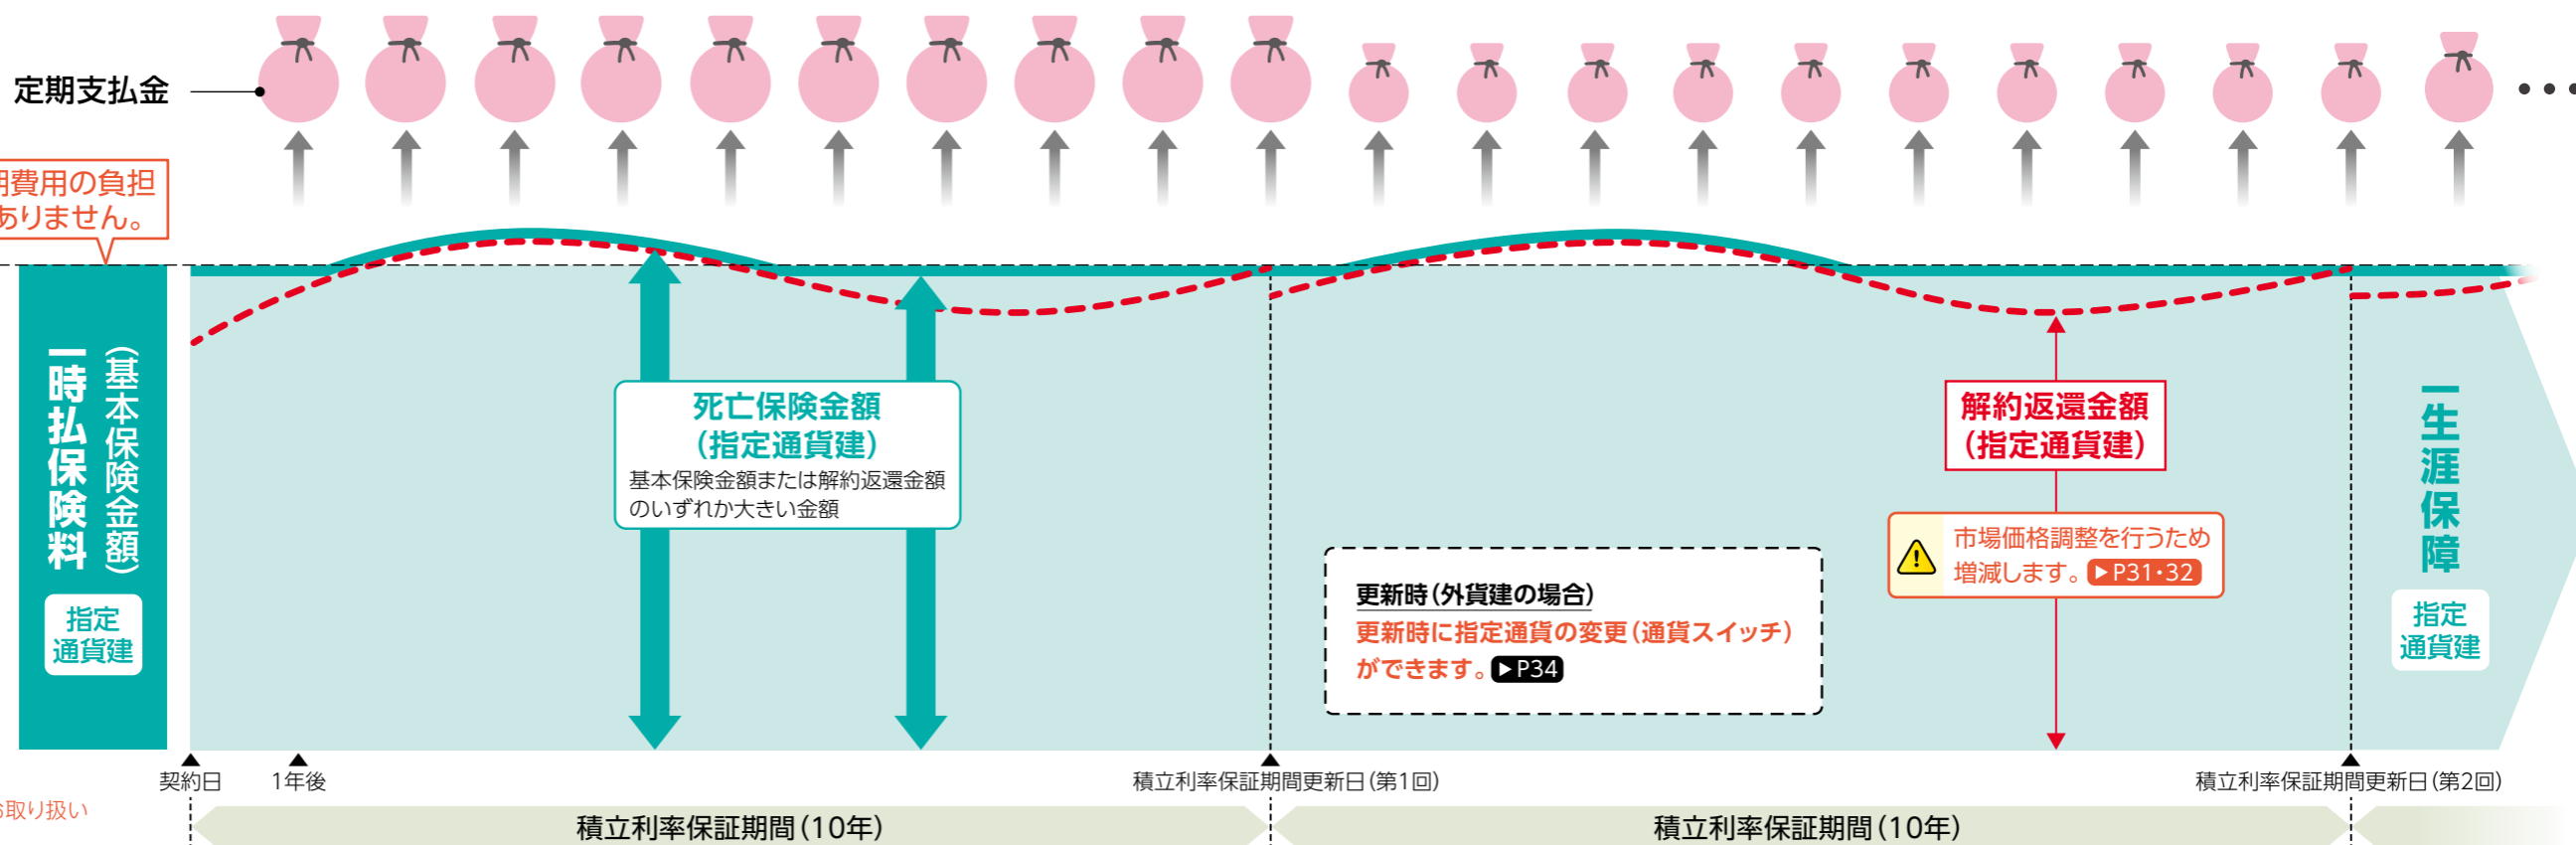 定期支払金
期費用の負担
ありません。
一時払保険料
(基本保険金額)
指定
通貨建
死亡保険金額
(指定通貨建)
基本保険金額または解約返還金額
のいずれか大きい金額
更新時(外貨建の場合)
更新時に指定通貨の変更(通貨スイッチ)
ができます。▶P34
解約返還金額
(指定通貨建)
市場価格調整を行うため
増減します。▶P31・32
一生涯保障
指定
通貨建
契約日
1年後
積立利率保証期間更新日(第1回)
積立利率保証期間更新日(第2回)
お取り扱い
積立利率保証期間(10年)
積立利率保証期間(10年)